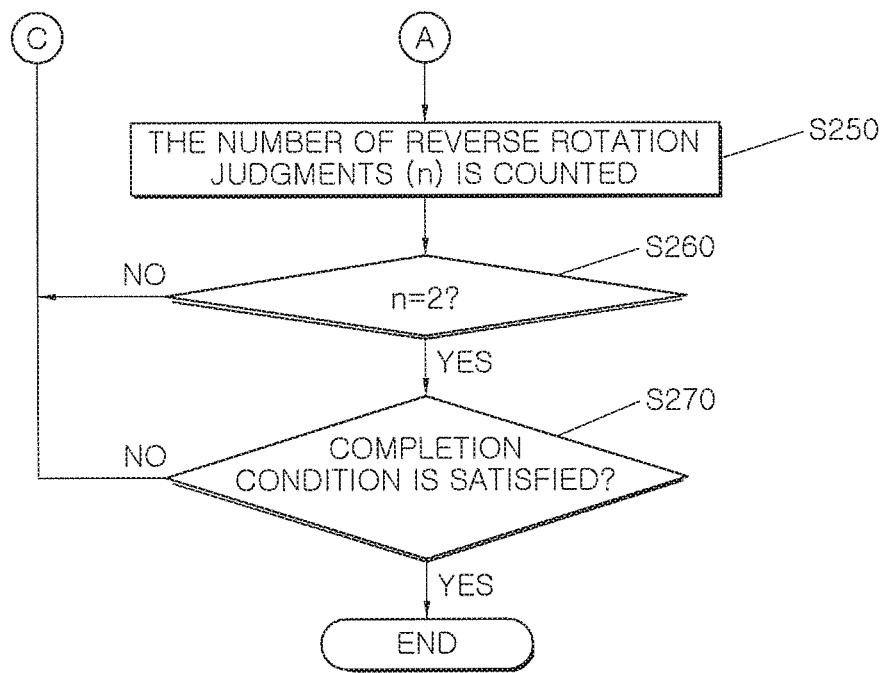 C
A
THE NUMBER OF REVERSE ROTATION
JUDGMENTS (n) IS COUNTED
S250
S260
NO
n=2?
YES
S270
NO
COMPLETION
CONDITION IS SATISFIED?
YES
END